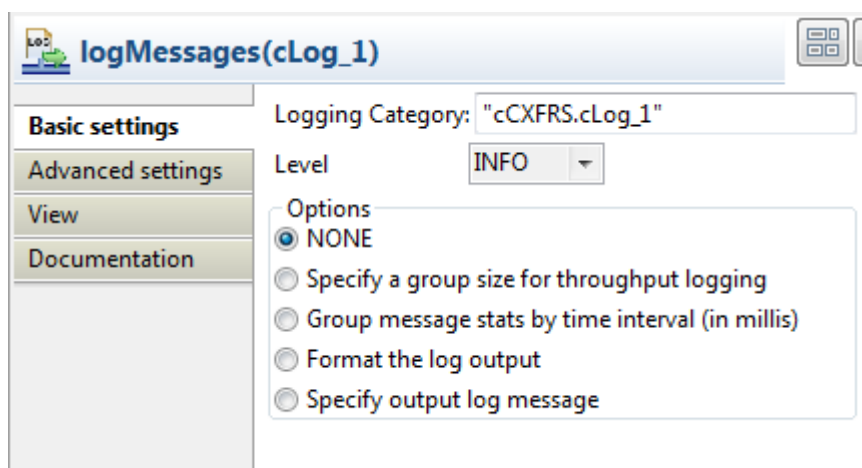 LOG
logMessages(cLog_1)
Basic settings
Advanced settings
View
Documentation
Logging Category: "cCXFRS.cLog_1"
Level INFO
Options
NONE
Specify a group size for throughput logging
Group message stats by time interval (in millis)
Format the log output
Specify output log message